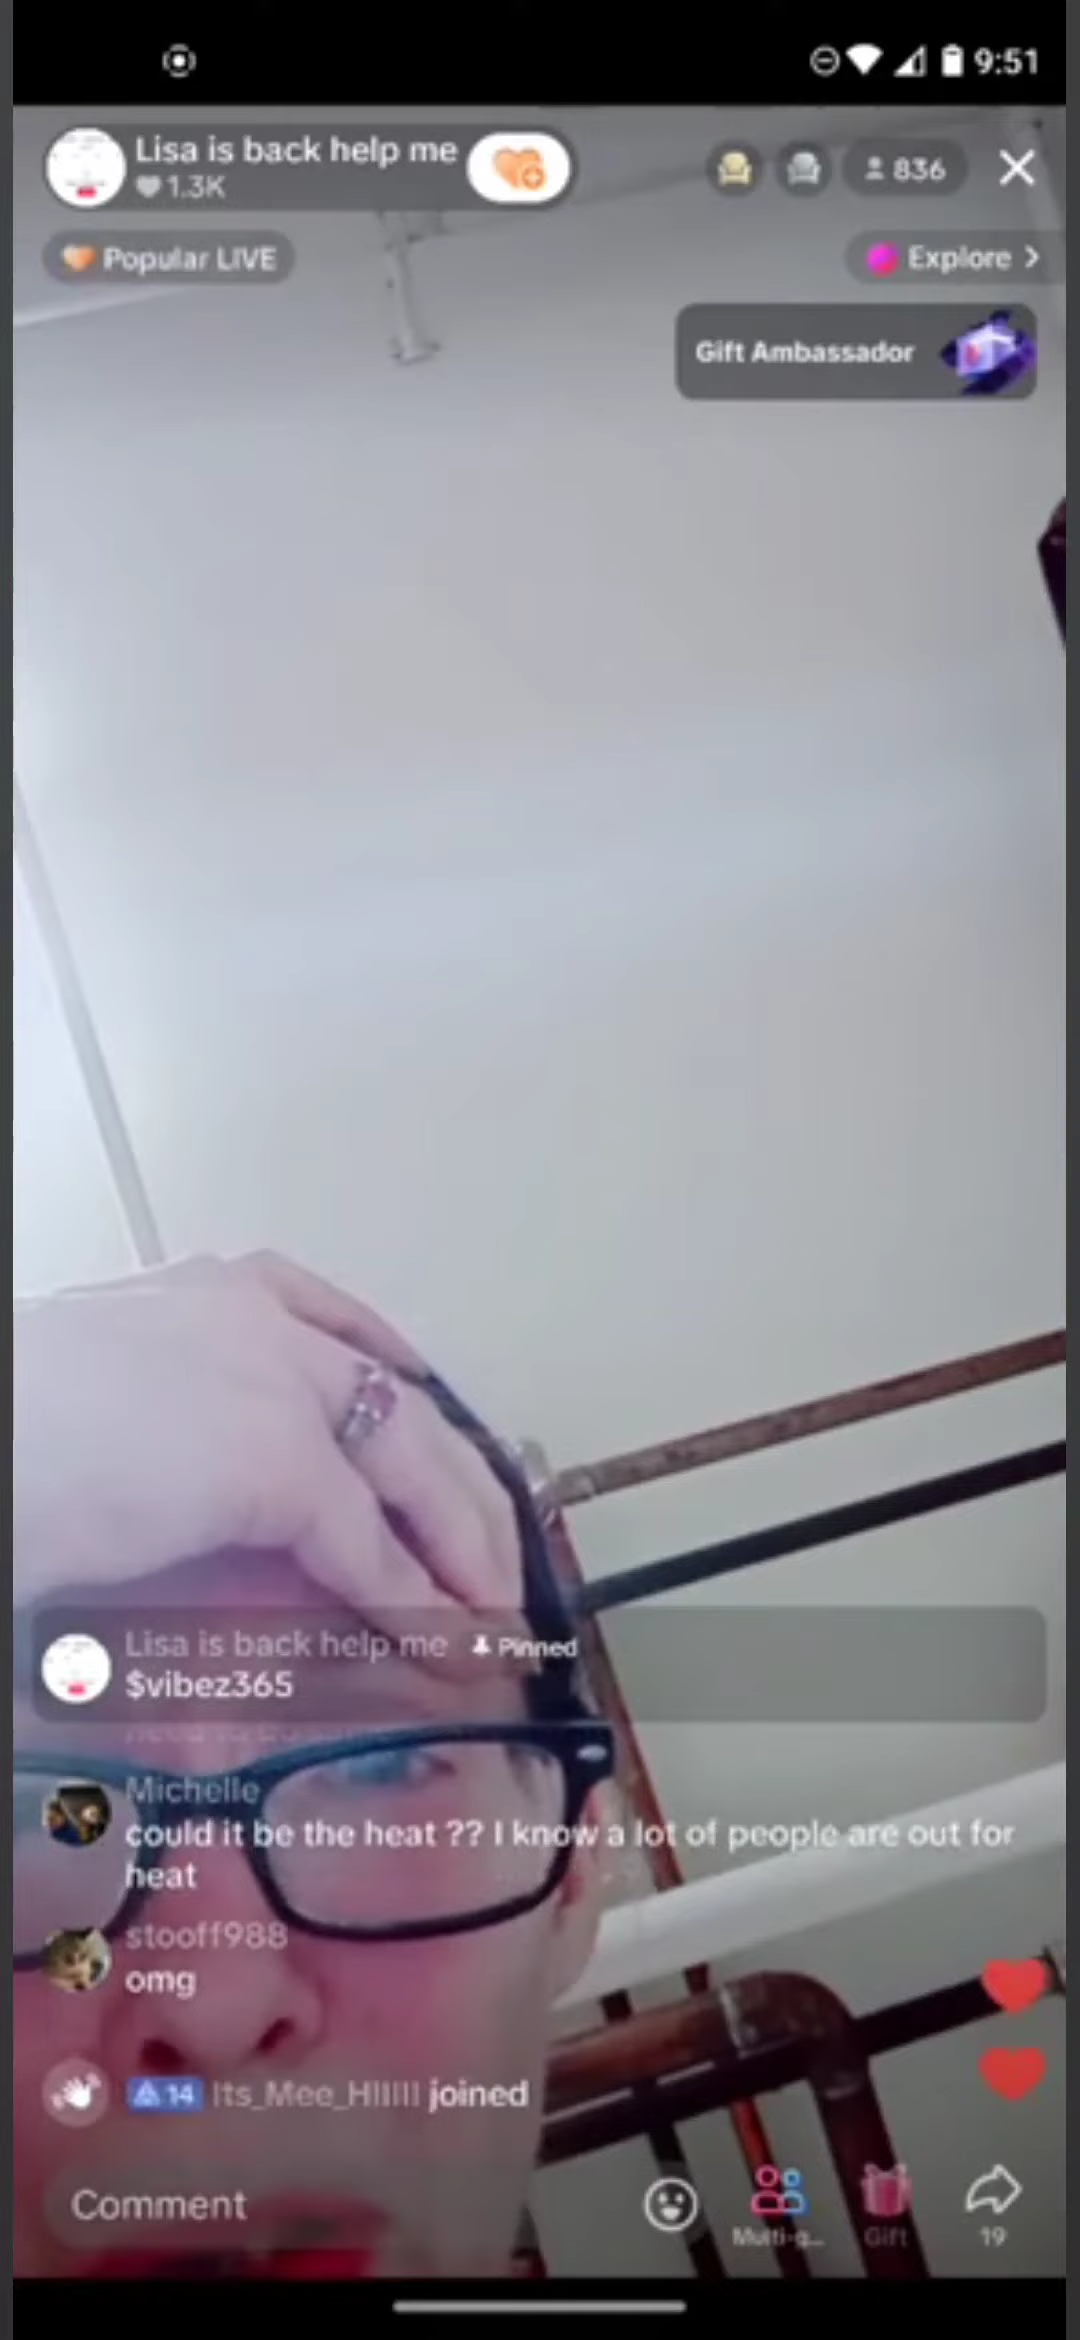 9:51
Lisa is back help me
1.3K
836
Popular LIVE
Explore >
Gift Ambassador
Lisa is back help me Pinned
$vibez365
Michelle
could it be the heat ?? I know a lot of people are out for
heat
stooff988
omg
14 Its_Mee_HIIIII joined
Comment
Multi-g...
Gift
19